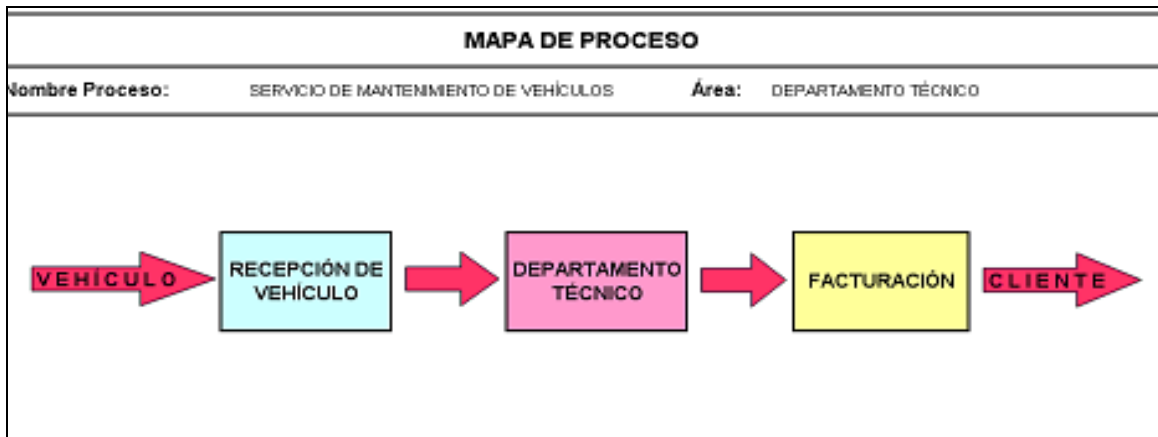 MAPA DE PROCESO
Nombre Proces​o: SERVICIO DE MANTENIMIENTO DE VEHÍCULOS Área: DEPARTAMENTO TÉCNICO
VEHÍCULO
RECEPCIÓN DE
VEHÍCULO
DEPARTAMENTO
TÉCNICO
FACTURACIÓN
CLIENTE